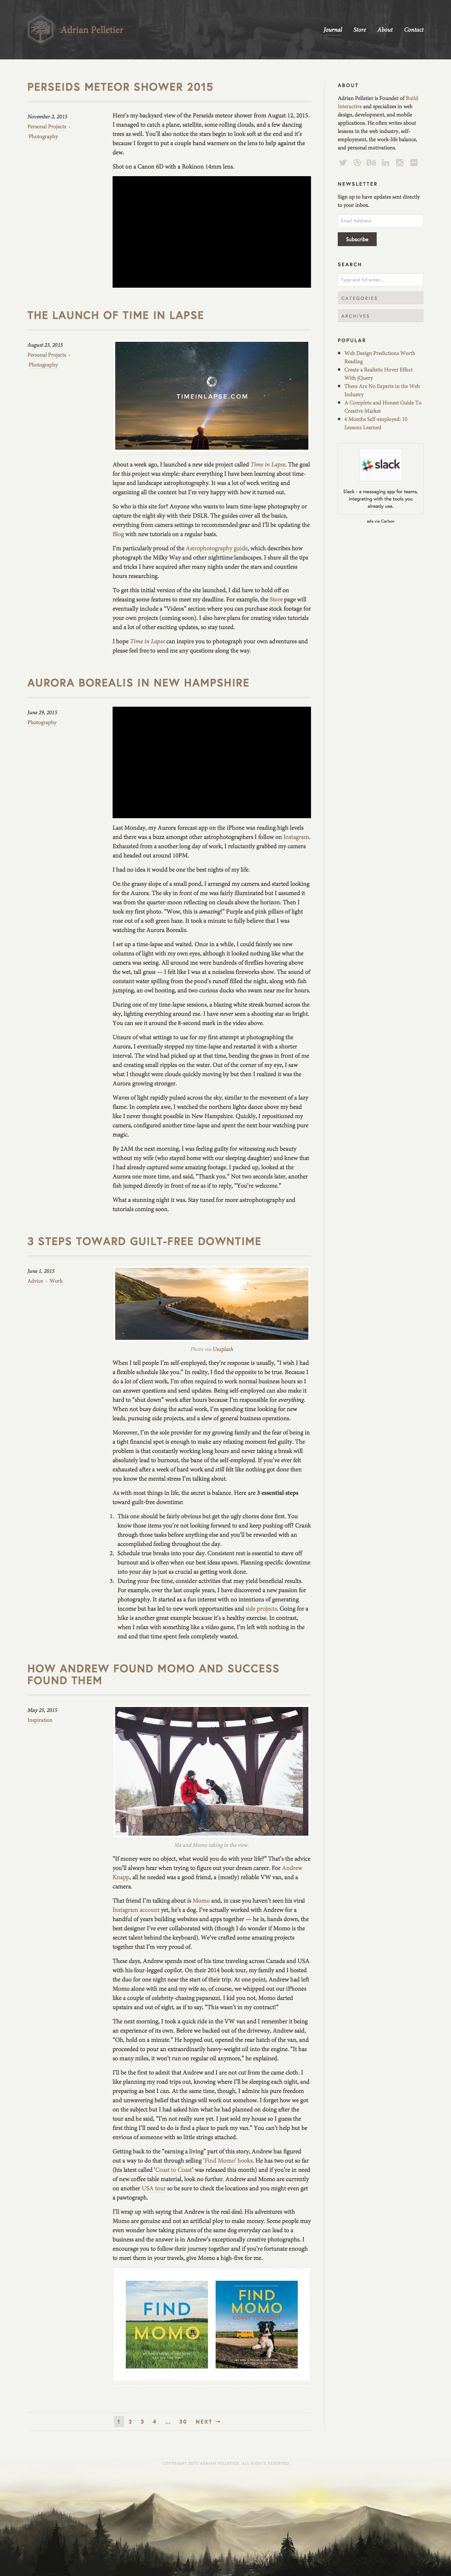 Adrian Pelletier
Journal Store About Contact
PERSEIDS METEOR SHOWER 2015
November 2, 2015
Personal Projects -
Photography
Here's my backyard view of the Perseids meteor shower from August 12, 2015.
I managed to catch a plane, satellite, some rolling clouds, and a few dancing
trees as well. You'll also notice the stars begin to look a bit soft at the end and it's
because I forgot to put a couple hand warmers on the lens to help against the
dew.
Shot on a Canon 6D with a Rokinon 14mm lens.
THE LAUNCH OF TIME IN LAPSE
August 23, 2015
Personal Projects -
Photography
TIMEINLAPSE.COM
About a week ago, I launched a new side project called Time in Lapse. The goal
for this project was simple: share everything I have been learning about time-
lapse and landscape astrophotography. It was a lot of work writing and
organizing all the content but I'm very happy with how it turned out.
So who is this site for? Anyone who wants to learn time-lapse photography or
capture the night sky with their DSLR. The guides cover all the basics,
everything from camera settings to recommended gear and I'll be updating the
Blog with new tutorials on a regular basis.
I'm particularly proud of the Astrophotography guide, which describes how
photograph the Milky Way and other nighttime landscapes. I share all the tips
and tricks I have acquired after many nights under the stars and countless
hours researching.
To get this initial version of the site launched, I did have to hold off on
releasing some features to meet my deadline. For example, the Store page will
eventually include a "Videos" section where you can purchase stock footage for
your own projects (coming soon). I also have plans for creating video tutorials
and a lot of other exciting updates, so stay tuned.
I hope Time in Lapse can inspire you to photograph your own adventures and
please feel free to send me any questions along the way.
AURORA BOREALIS IN NEW HAMPSHIRE
June 29, 2015
Photography
Last Monday, my Aurora forecast app on the iPhone was reading high levels
and there was a buzz amongst other astrophotographers I follow on Instagram.
Exhausted from another long day of work, I reluctantly grabbed my camera
and headed out around 10PM.
I had no idea it would be one the best nights of my life.
On the grassy slope of a small pond, I arranged my camera and started looking
for the Aurora. The sky in front of me was fairly illuminated but I assumed it
was from the quarter-moon reflecting on clouds above the horizon. Then I
took my first photo. "Wow, this is amazing!" Purple and pink pillars of light
rose out of a soft green haze. It took a minute to fully believe that I was
watching the Aurora Borealis.
I set up a time-lapse and waited. Once in a while, I could faintly see new
columns of light with my own eyes, although it looked nothing like what the
camera was seeing. All around me were hundreds of fireflies hovering above
the wet, tall grass — I felt like I was at a noiseless fireworks show. The sound of
constant water spilling from the pond's runoff filled the night, along with fish
jumping, an owl hooting, and two curious ducks who swam near me for hours.
During one of my time-lapse sessions, a blazing white streak burned across the
sky, lighting everything around me. I have never seen a shooting star so bright.
You can see it around the 8-second mark in the video above.
Unsure of what settings to use for my first attempt at photographing the
Aurora, I eventually stopped my time-lapse and restarted it with a shorter
interval. The wind had picked up at that time, bending the grass in front of me
and creating small ripples on the water. Out of the corner of my eye, I saw
what I thought were clouds quickly moving by but then I realized it was the
Aurora growing stronger.
Waves of light rapidly pulsed across the sky, similar to the movement of a lazy
flame. In complete awe, I watched the northern lights dance above my head
like I never thought possible in New Hampshire. Quickly, I repositioned my
camera, configured another time-lapse and spent the next hour watching pure
magic.
By 2AM the next morning, I was feeling guilty for witnessing such beauty
without my wife (who stayed home with our sleeping daughter) and knew that
I had already captured some amazing footage. I packed up, looked at the
Aurora one more time, and said, "Thank you." Not two seconds later, another
fish jumped directly in front of me as if to reply, "You're welcome."
What a stunning night it was. Stay tuned for more astrophotography and
tutorials coming soon.
3 STEPS TOWARD GUILT-FREE DOWNTIME
June 1, 2015
Advice - Work
Photo via Unsplash
When I tell people I'm self-employed, they're response is usually, "I wish I had
a flexible schedule like you." In reality, I find the opposite to be true. Because I
do a lot of client work, I'm often required to work normal business hours so I
can answer questions and send updates. Being self-employed can also make it
hard to "shut down" work after hours because I'm responsible for everything.
When not busy doing the actual work, I'm spending time looking for new
leads, pursuing side projects, and a slew of general business operations.
Moreover, I'm the sole provider for my growing family and the fear of being in
a tight financial spot is enough to make any relaxing moment feel guilty. The
problem is that constantly working long hours and never taking a break will
absolutely lead to burnout, the bane of the self-employed. If you've ever felt
exhausted after a week of hard work and still felt like nothing got done then
you know the mental stress I'm talking about.
As with most things in life, the secret is balance. Here are 3 essential steps
toward guilt-free downtime:
1. This one should be fairly obvious but get the ugly chores done first. You
know those items you're not looking forward to and keep pushing off? Crank
through those tasks before anything else and you'll be rewarded with an
accomplished feeling throughout the day.
2. Schedule true breaks into your day. Consistent rest is essential to stave off
burnout and is often when our best ideas spawn. Planning specific downtime
into your day is just as crucial as getting work done.
3. During your free time, consider activities that may yield beneficial results.
For example, over the last couple years, I have discovered a new passion for
photography. It started as a fun interest with no intentions of generating
income but has led to new work opportunities and side projects. Going for a
hike is another great example because it's a healthy exercise. In contrast,
when I relax with something like a video game, I'm left with nothing in the
end and that time spent feels completely wasted.
HOW ANDREW FOUND MOMO AND SUCCESS
FOUND THEM
May 25, 2015
Inspiration
Me and Momo taking in the view.
"If money were no object, what would you do with your life?" That's the advice
you'll always hear when trying to figure out your dream career. For Andrew
Knapp, all he needed was a good friend, a (mostly) reliable VW van, and a
camera.
That friend I'm talking about is Momo and, in case you haven't seen his viral
Instagram account yet, he's a dog. I've actually worked with Andrew for a
handful of years building websites and apps together — he is, hands down, the
best designer I've ever collaborated with (though I do wonder if Momo is the
secret talent behind the keyboard). We've crafted some amazing projects
together that I'm very proud of.
These days, Andrew spends most of his time traveling across Canada and USA
with his four-legged copilot. On their 2014 book tour, my family and I hosted
the duo for one night near the start of their trip. At one point, Andrew had left
Momo alone with me and my wife so, of course, we whipped out our iPhones
like a couple of celebrity-chasing paparazzi. I kid you not, Momo darted
upstairs and out of sight, as if to say, "This wasn't in my contract!"
The next morning, I took a quick ride in the VW van and I remember it being
an experience of its own. Before we backed out of the driveway, Andrew said,
"Oh, hold on a minute." He hopped out, opened the rear hatch of the van, and
proceeded to pour an extraordinarily heavy-weight oil into the engine. "It has
so many miles, it won't run on regular oil anymore," he explained.
I'll be the first to admit that Andrew and I are not cut from the same cloth. I
like planning my road trips out, knowing where I'll be sleeping each night, and
preparing as best I can. At the same time, though, I admire his pure freedom
and unwavering belief that things will work out somehow. I forget how we got
on the subject but I had asked him what he had planned on doing after the
tour and he said, "I'm not really sure yet. I just sold my house so I guess the
first thing I'll need to do is find a place to park my van." You can't help but be
envious of someone with so little strings attached.
Getting back to the "earning a living" part of this story, Andrew has figured
out a way to do that through selling 'Find Momo' books. He has two out so far
(his latest called 'Coast to Coast' was released this month) and if you're in need
of new coffee table material, look no further. Andrew and Momo are currently
on another USA tour so be sure to check the locations and you might even get
a pawtograph.
I'll wrap up with saying that Andrew is the real deal. His adventures with
Momo are genuine and not an artificial ploy to make money. Some people may
even wonder how taking pictures of the same dog everyday can lead to a
business and the answer is in Andrew's exceptionally creative photographs. I
encourage you to follow their journey together and if you're fortunate enough
to meet them in your travels, give Momo a high-five for me.
FIND
MOMO
FIND
MOMO
COAST TO COAST
1 2 3 4 ... 30 NEXT →
ABOUT
Adrian Pelletier is Founder of Build
Interactive and specializes in web
design, development, and mobile
applications. He often writes about
lessons in the web industry, self-
employment, the work-life balance,
and personal motivations.
NEWSLETTER
Sign up to have updates sent directly
to your inbox.
Email Address
Subscribe
SEARCH
Type and hit enter...
CATEGORIES
ARCHIVES
POPULAR
Web Design Predictions Worth
Reading
Create a Realistic Hover Effect
With jQuery
There Are No Experts in the Web
Industry
A Complete and Honest Guide To
Creative Market
4 Months Self-employed: 10
Lessons Learned
slack
Slack - a messaging app for teams,
integrating with the tools you
already use.
ads via Carbon
COPYRIGHT 2015 ADRIAN PELLETIER. ALL RIGHTS RESERVED.